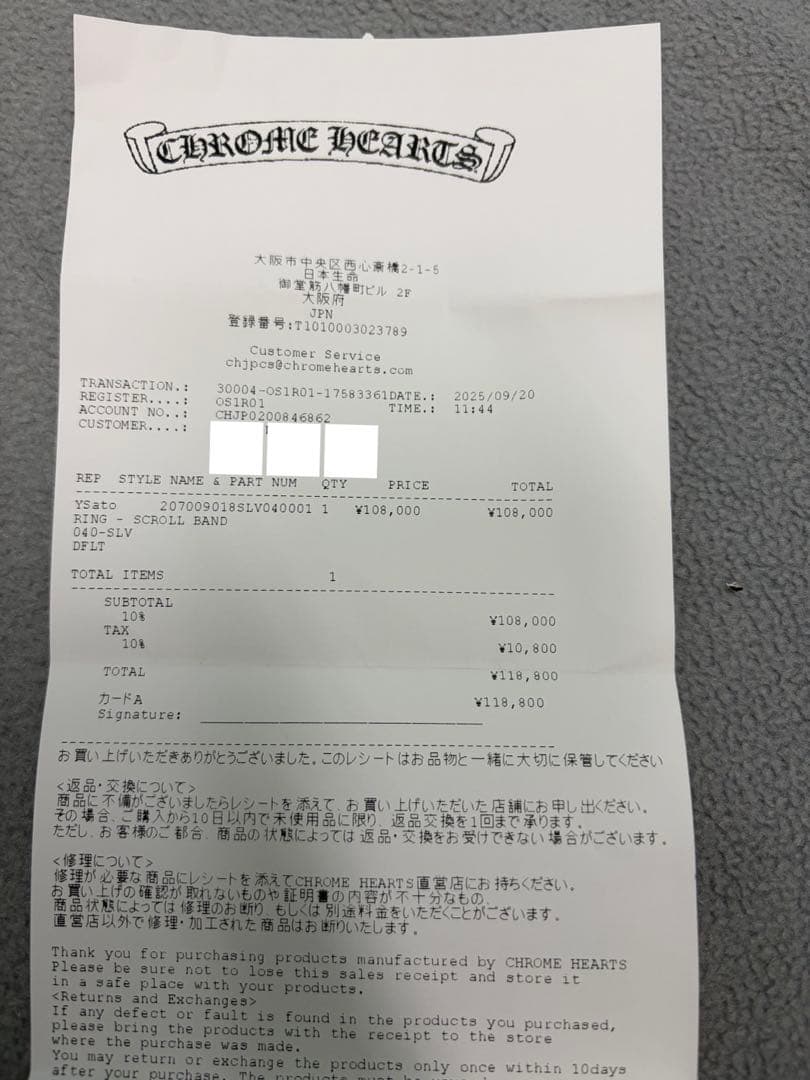 CHROME HEARTS
大阪市中央区西心斎橋2-1-5
日本生命
御堂筋八幡町ビル 2F
大阪府
JPN
登録番号:T1010003023789
Customer Service
chjpcs@chromehearts.com
TRANSACTION.: 30004-OS1R01-17583361DATE.: 2025/09/20
REGISTER....: OS1R01 TIME.: 11:44
ACCOUNT NO..: CHJP0200846862
CUSTOMER....:
REP STYLE NAME & PART NUM QTY PRICE TOTAL
YSato 207009018SLV040001 1 ¥108,000 ¥108,000
RING - SCROLL BAND
040-SLV
DFLT
TOTAL ITEMS 1
SUBTOTAL
10% ¥108,000
TAX
10% ¥10,800
TOTAL ¥118,800
カードA ¥118,800
Signature:
お買い上げいただきありがとうございました。このレシートはお品物と一緒に大切に保管してください
<返品・交換について>
商品に不備がございましたらレシートを添えて、お買い上げいただいた店舗にお申し出ください。
その場合、ご購入から10日以内で未使用品に限り、返品交換を1回まで承ります。
ただし、お客様のご都合、商品の状態によっては返品・交換をお受けできない場合がございます。
<修理について>
修理が必要な商品にレシートを添えてCHROME HEARTS直営店にお持ちください。
お買い上げの確認が取れないものや証明書の内容が不十分なもの、
商品状態によっては修理のお断り、もしくは別途料金をいただくことがございます。
直営店以外で修理・加工された商品はお断りいたします。
Thank you for purchasing products manufactured by CHROME HEARTS
Please be sure not to lose this sales receipt and store it
in a safe place with your products.
<Returns and Exchanges>
If any defect or fault is found in the products you purchased,
please bring the products with the receipt to the store
where the purchase was made.
You may return or exchange the products only once within 10days
after your purchase. The products must be